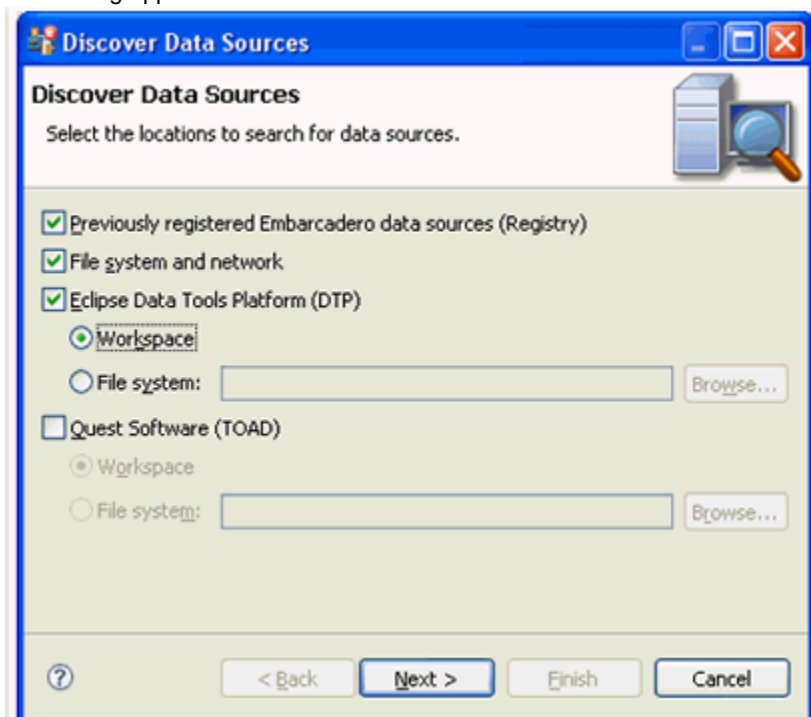 Discover Data Sources
Discover Data Sources
Select the locations to search for data sources.
Previously registered Embarcadero data sources (Registry)
File system and network
Eclipse Data Tools Platform (DTP)
Workspace
File system: Browse...
Quest Software (TOAD)
Workspace
File system: Browse...
? < Back Next > Finish Cancel